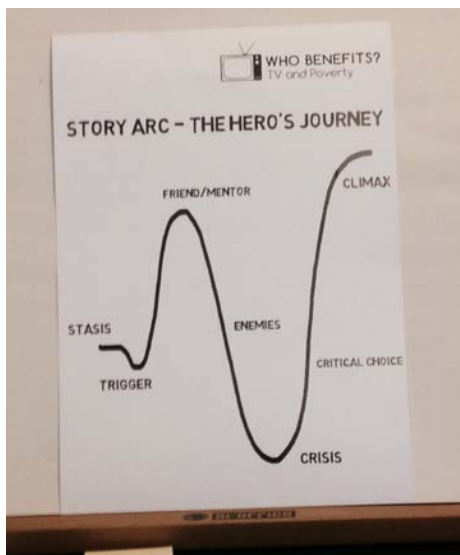 WHO BENEFITS?
TV and Poverty
STORY ARC – THE HERO'S JOURNEY
FRIEND/MENTOR
CLIMAX
STASIS
ENEMIES
TRIGGER
CRITICAL CHOICE
CRISIS